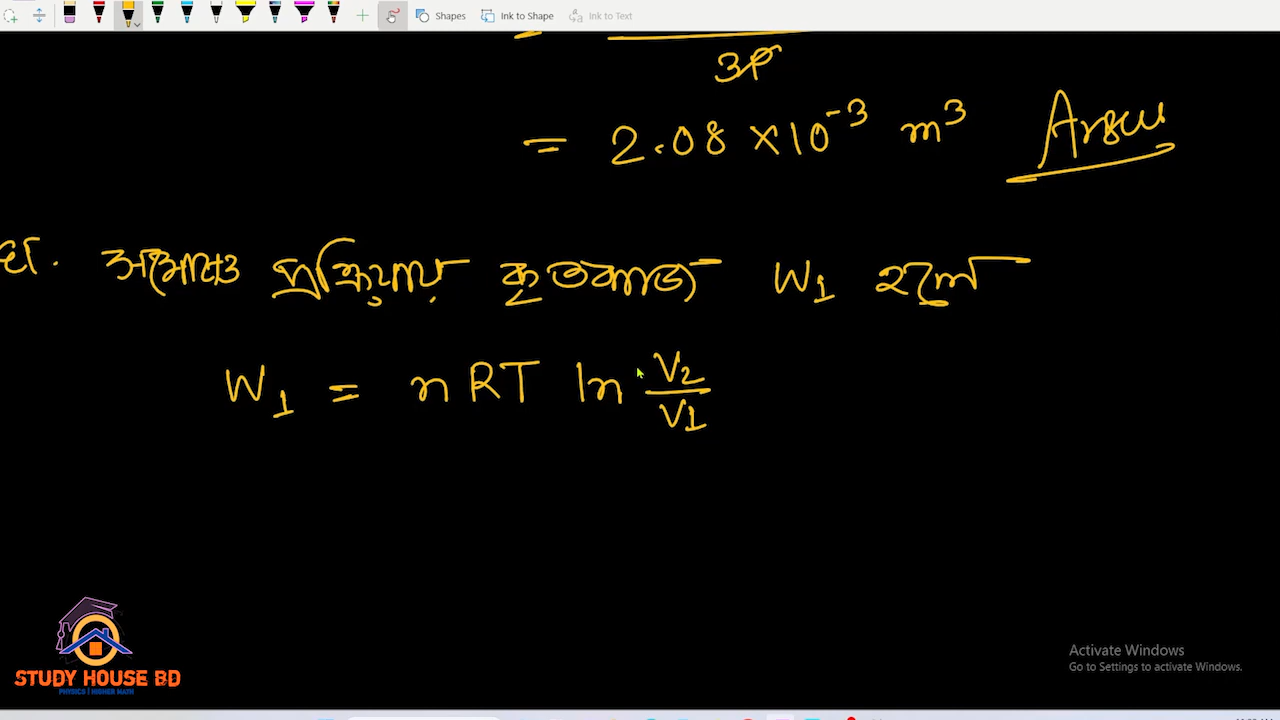 Shapes Ink to Shape Ink to Text
=
3P
= 2.08 × 10⁻³ m³ Answer
ঘ. সমোষ্ণ প্রক্রিয়ায় কৃতকাজ W₁ হলে
W₁ = nRT ln V₂/V₁
STUDY HOUSE BD
PHYSICS | HIGHER MATH
Activate Windows
Go to Settings to activate Windows.